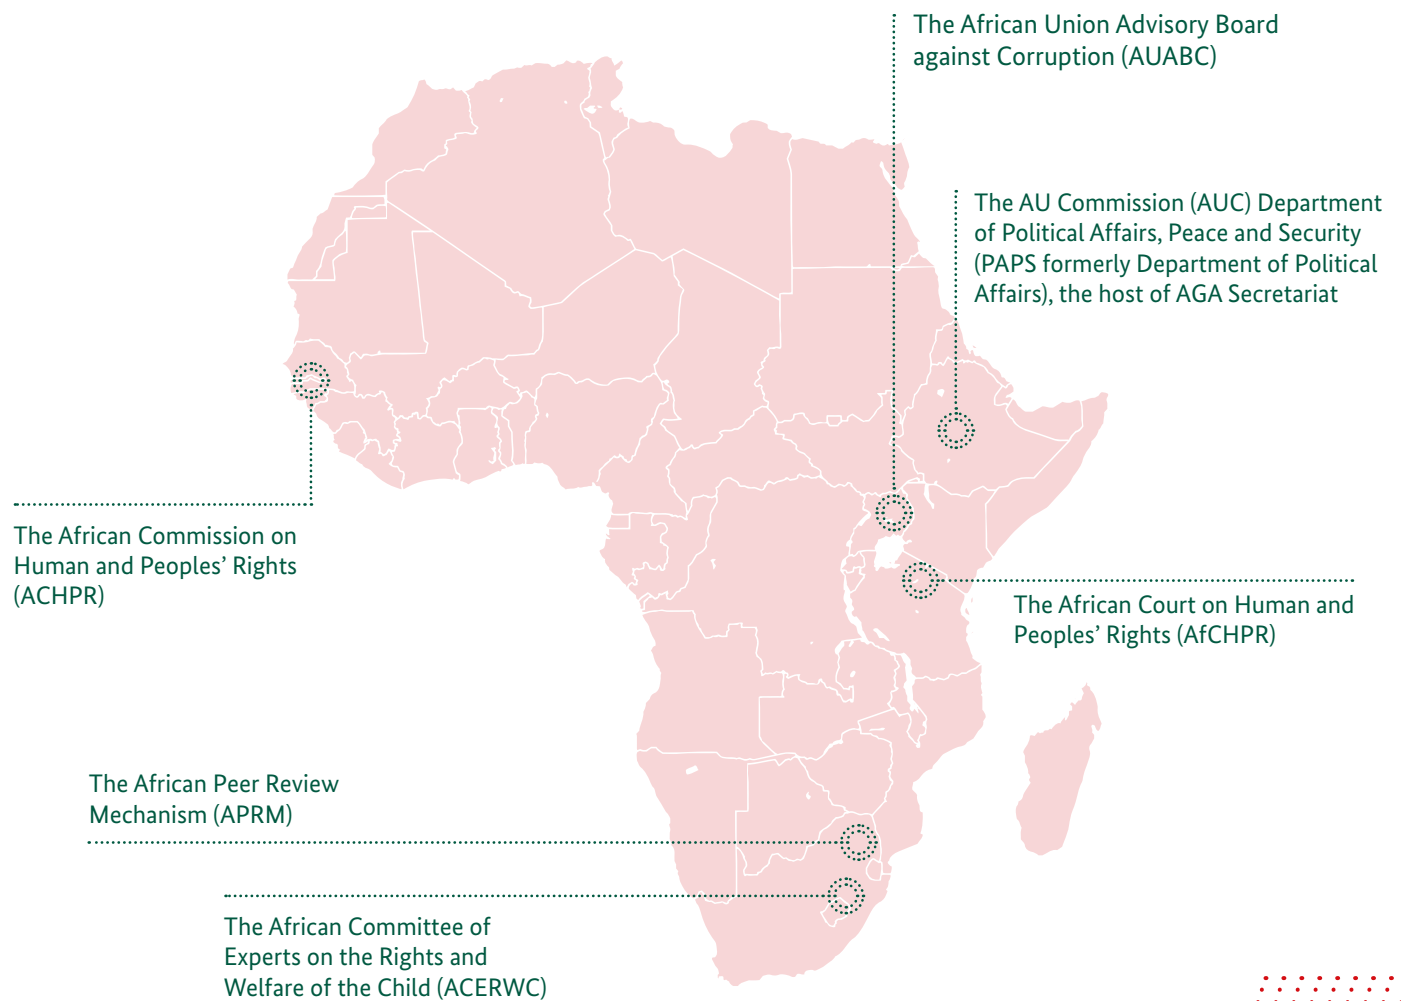 The African Union Advisory Board
against Corruption (AUABC)
The AU Commission (AUC) Department
of Political Affairs, Peace and Security
(PAPS formerly Department of Political
Affairs), the host of AGA Secretariat
The African Commission on
Human and Peoples’ Rights
(ACHPR)
The African Court on Human and
Peoples’ Rights (AfCHPR)
The African Peer Review
Mechanism (APRM)
The African Committee of
Experts on the Rights and
Welfare of the Child (ACERWC)